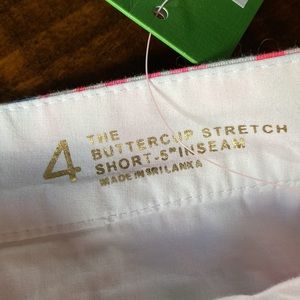 4
THE
BUTTERCUP STRETCH
SHORT-5" INSEAM
MADE IN SRI LANKA